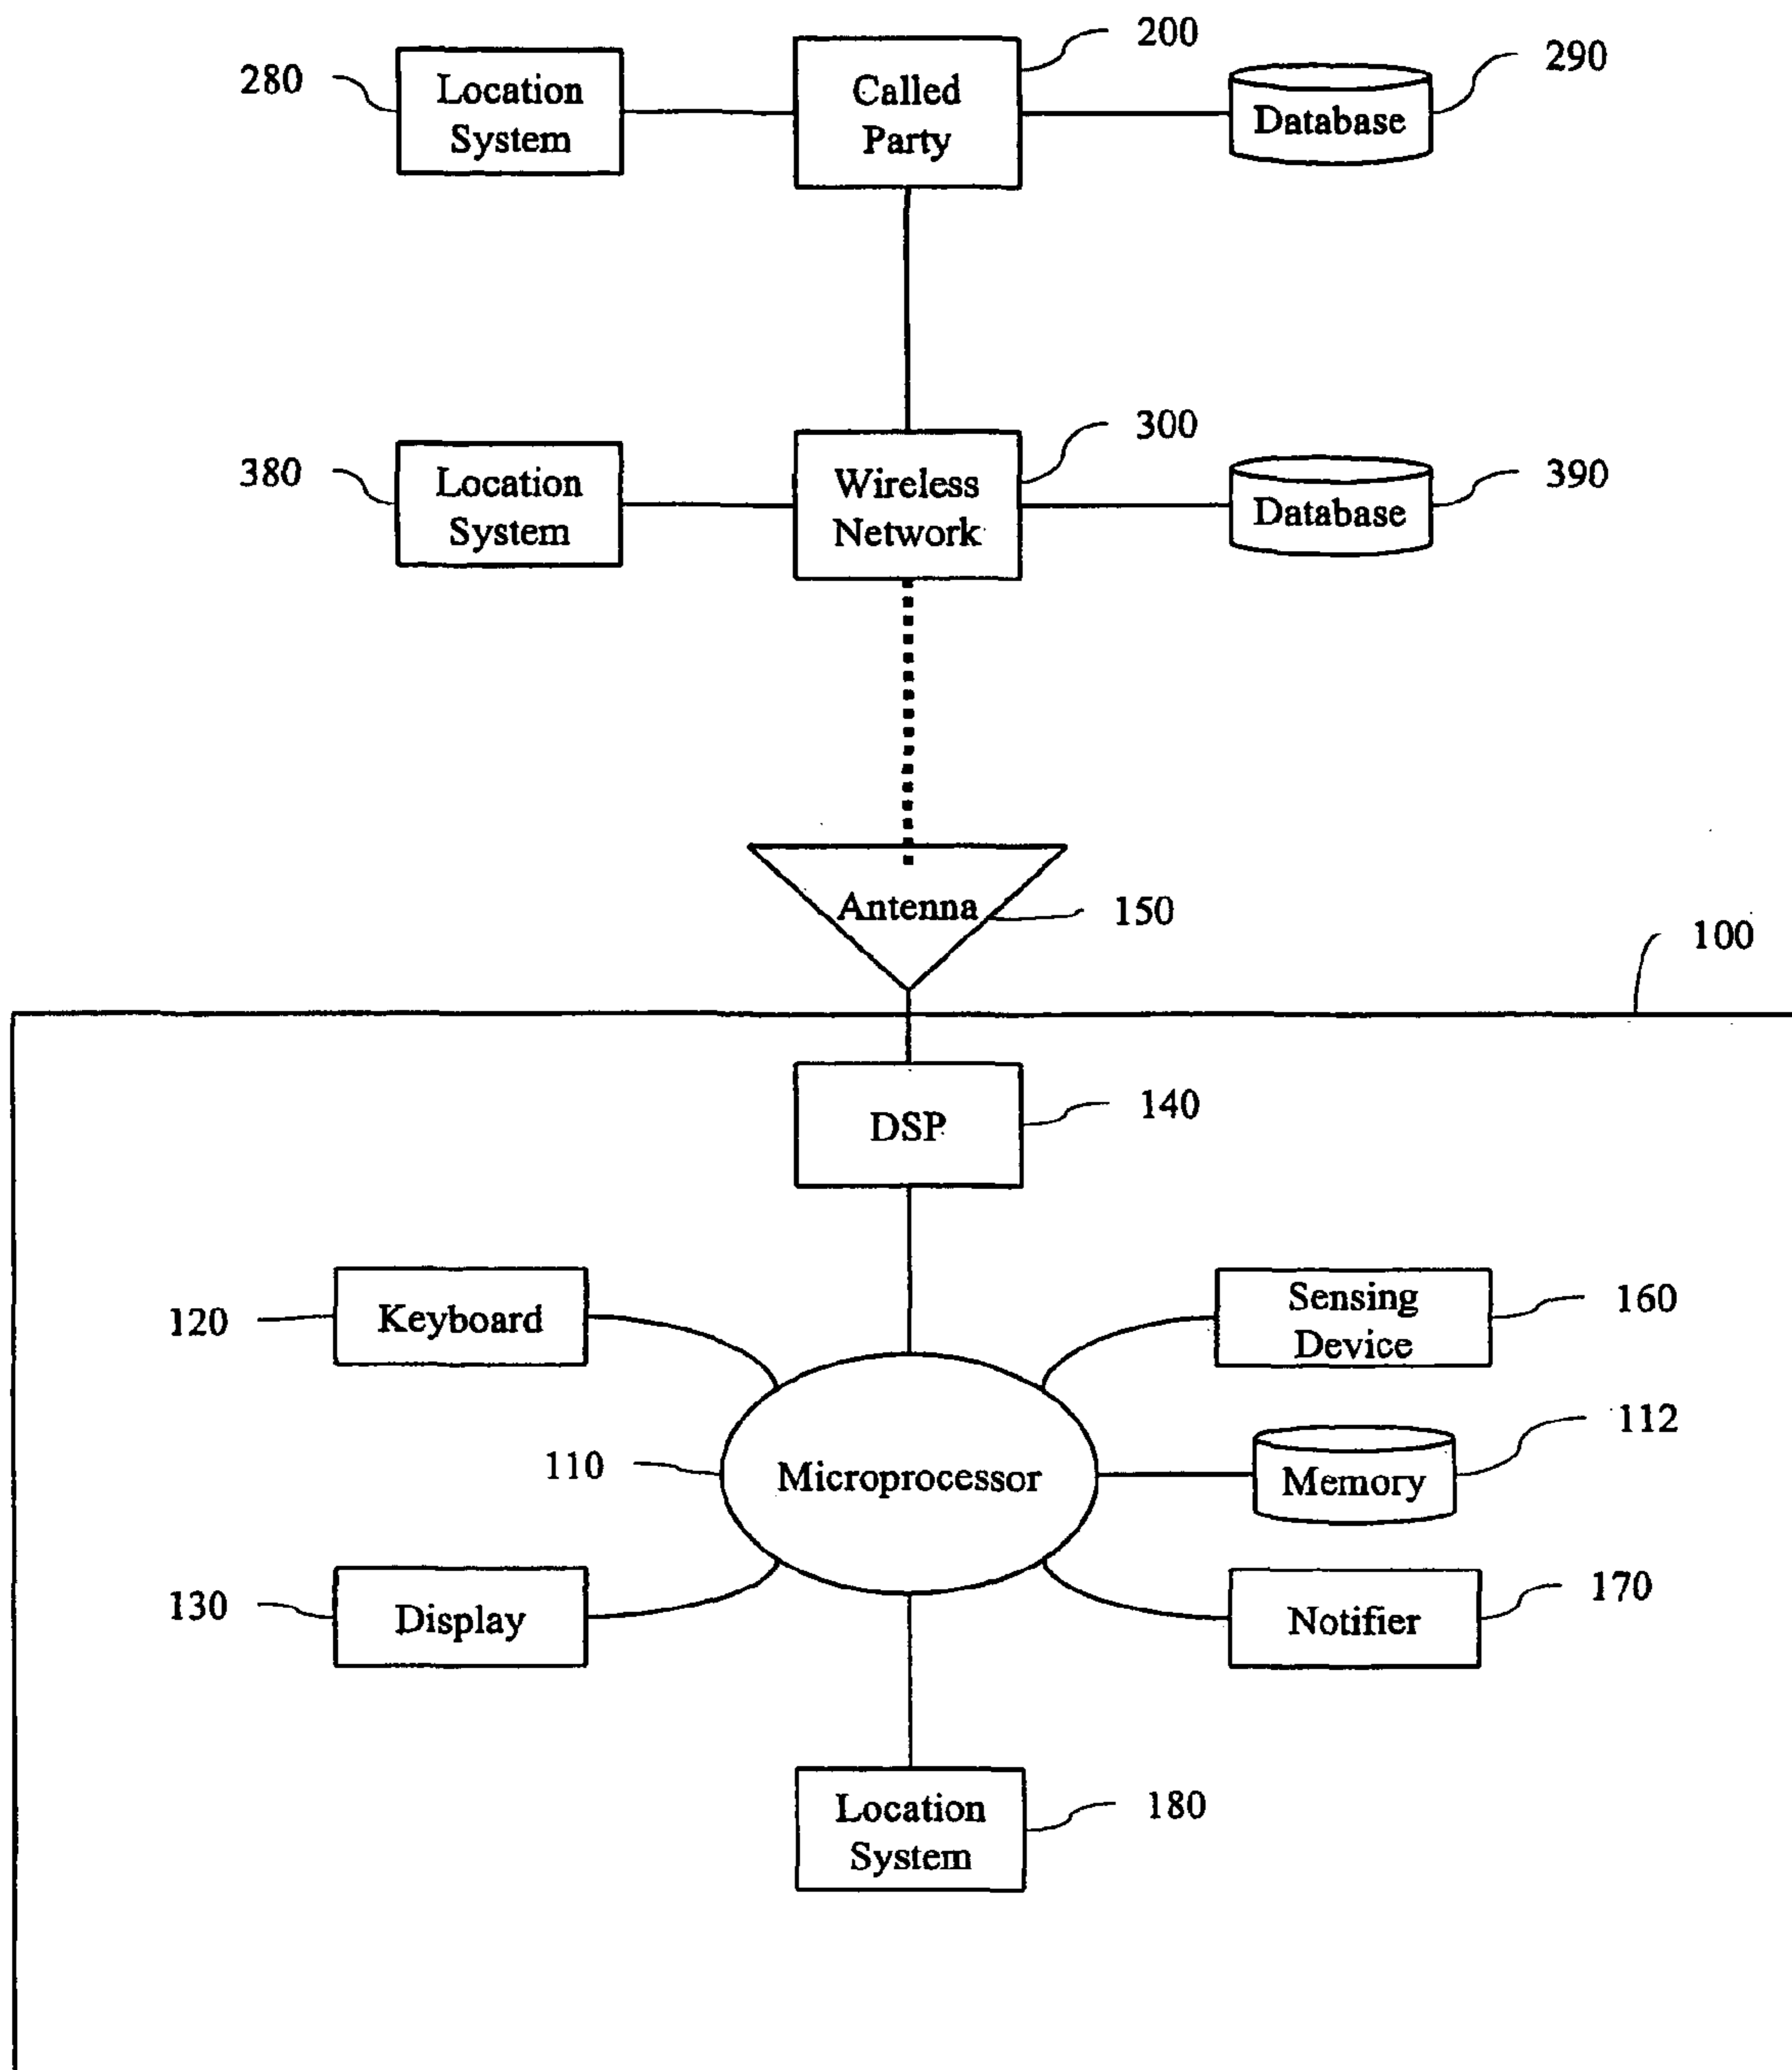 200
280
Location
System
Called
Party
Database
290
300
380
Location
System
Wireless
Network
Database
390
Antenna
150
100
DSP
140
120
Keyboard
Sensing
Device
160
110
Microprocessor
Memory
112
130
Display
Notifier
170
Location
System
180